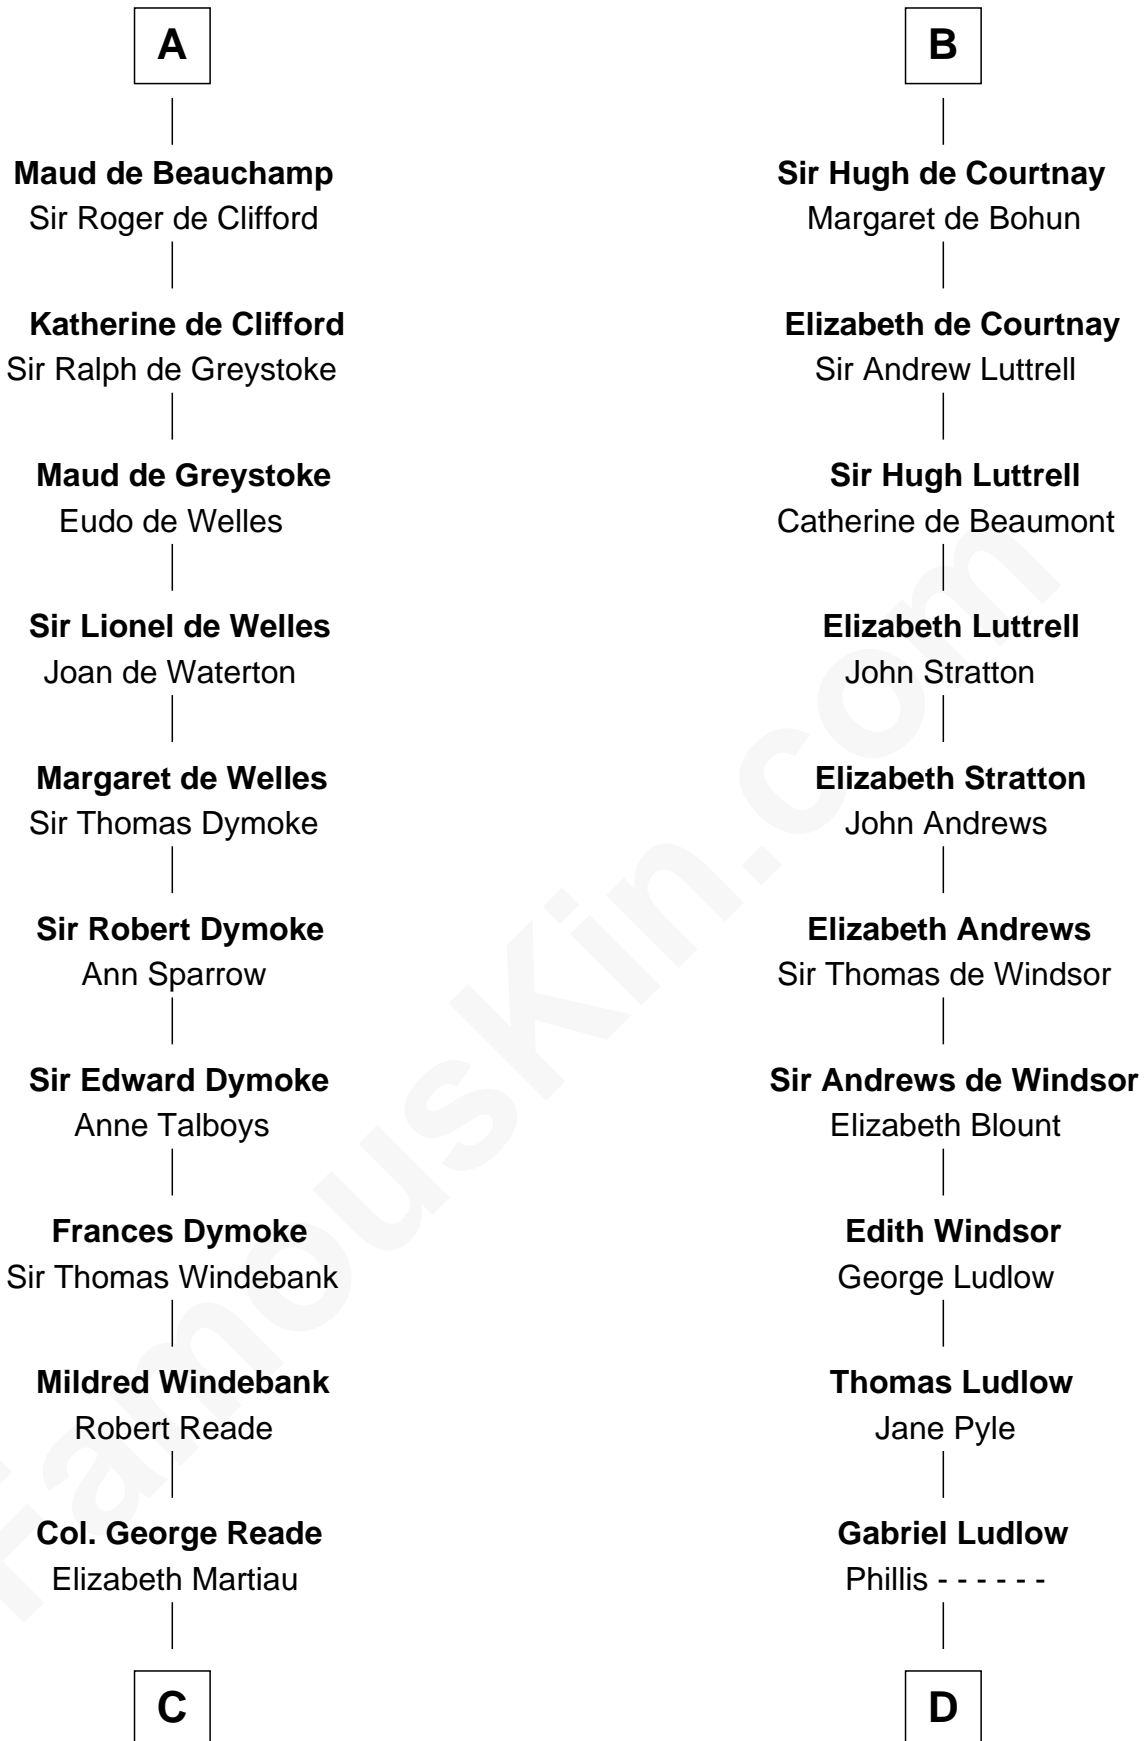 A
Maud de Beauchamp
Sir Roger de Clifford
Katherine de Clifford
Sir Ralph de Greystoke
Maud de Greystoke
Eudo de Welles
Sir Lionel de Welles
Joan de Waterton
Margaret de Welles
Sir Thomas Dymoke
Sir Robert Dymoke
Ann Sparrow
Sir Edward Dymoke
Anne Talboys
Frances Dymoke
Sir Thomas Windebank
Mildred Windebank
Robert Reade
Col. George Reade
Elizabeth Martiau
C
B
Sir Hugh de Courtnay
Margaret de Bohun
Elizabeth de Courtnay
Sir Andrew Luttrell
Sir Hugh Luttrell
Catherine de Beaumont
Elizabeth Luttrell
John Stratton
Elizabeth Stratton
John Andrews
Elizabeth Andrews
Sir Thomas de Windsor
Sir Andrews de Windsor
Elizabeth Blount
Edith Windsor
George Ludlow
Thomas Ludlow
Jane Pyle
Gabriel Ludlow
Phillis - - - - - -
D
FamousKin.com